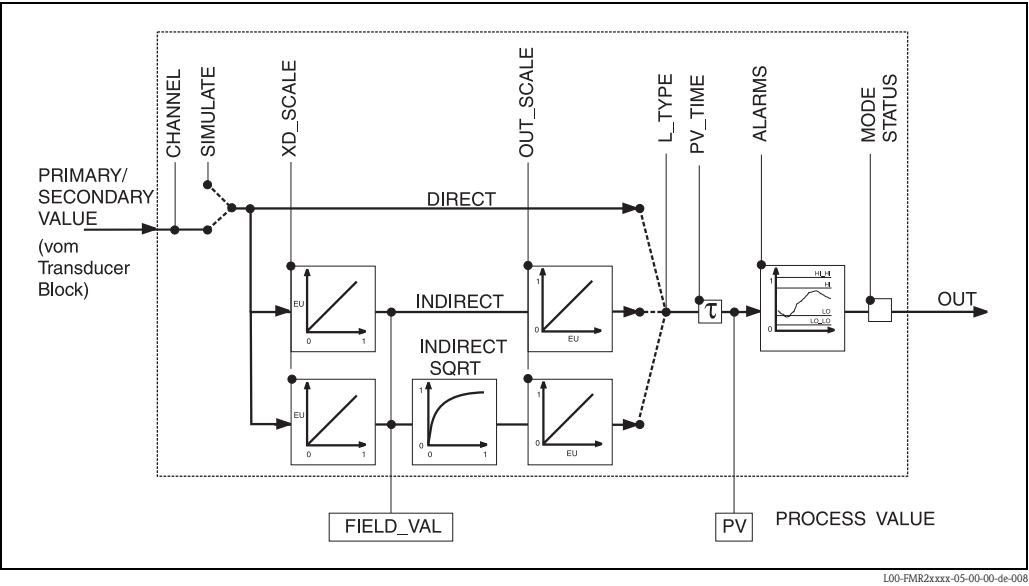 CHANNEL
SIMULATE
XD_SCALE
OUT_SCALE
L_TYPE
PV_TIME
ALARMS
MODE
STATUS
PRIMARY/
SECONDARY
VALUE
(vom
Transducer
Block)
DIRECT
EU
0 1
INDIRECT
1
EU
τ
1
0
HI_HI
HI
LO
LO_LO
OUT
INDIRECT
SQRT
EU
0 1
1
0
0 1
1
0
EU
FIELD_VAL
PV
PROCESS VALUE
L00-FMR2xxxx-05-00-00-de-008